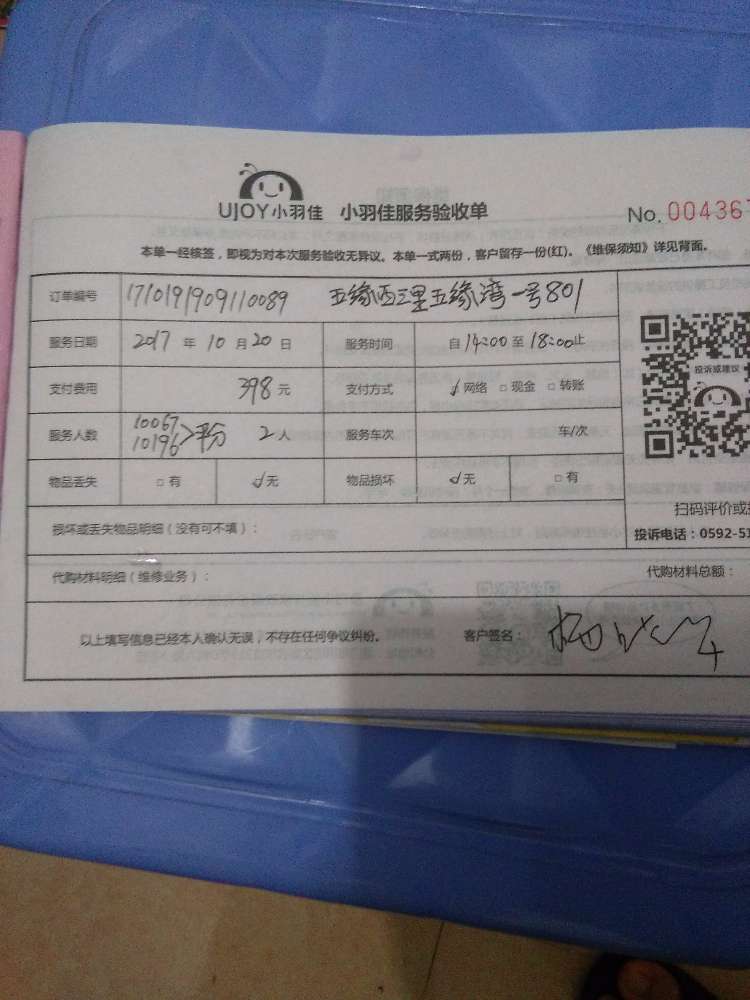 UJOY小羽佳 小羽佳服务验收单
No. 004367
本单一经核签，即视为对本次服务验收无异议。本单一式两份，客户留存一份(红)。《维保须知》详见背面。
订单编号 171019190911​0089 五缘西三里五缘湾一号801
服务日期 2017 年 10 月 20 日 服务时间 自 14:00 至 18:00 止
投诉或建议
支付费用 398 元 支付方式 ☑ 网络 □ 现金 □ 转账
服务人数 10067 10196 >平分 2 人 服务车次 车/次
物品丢失 □ 有 ☑ 无 物品损坏 ☑ 无 □ 有
扫码评价或
损坏或丢失物品明细（没有可不填）：
投诉电话：0592-51
代购材料明细（维修业务）：
代购材料总额：
以上填写信息已经本人确认无误，不存在任何争议纠纷。 客户签名：